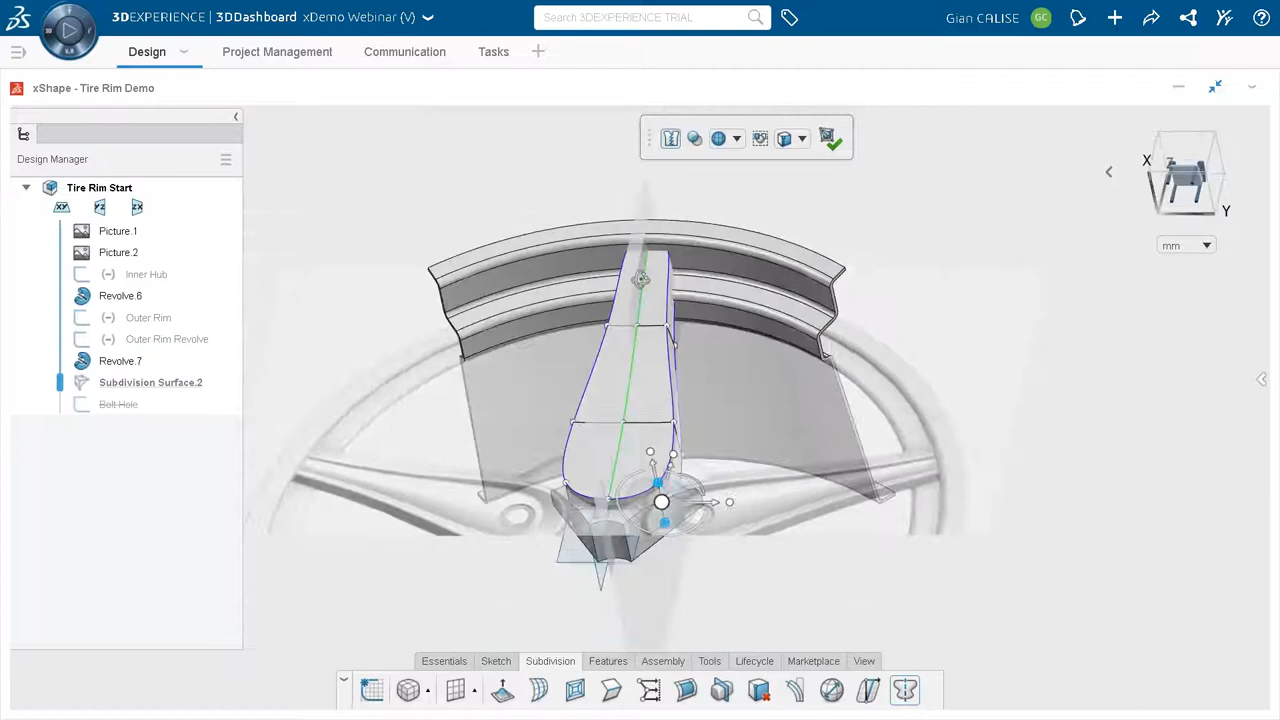 3DEXPERIENCE | 3DDashboard xDemo Webinar (V)
Search 3DEXPERIENCE TRIAL
Gian CALISE GC
Design Project Management Communication Tasks
xShape - Tire Rim Demo
Design Manager
Tire Rim Start
XY YZ ZX
Picture.1
Picture.2
(-) Inner Hub
Revolve.6
(-) Outer Rim
(-) Outer Rim Revolve
Revolve.7
Subdivision Surface.2
Bolt Hole
X
Z
Y
mm
Essentials Sketch Subdivision Features Assembly Tools Lifecycle Marketplace View